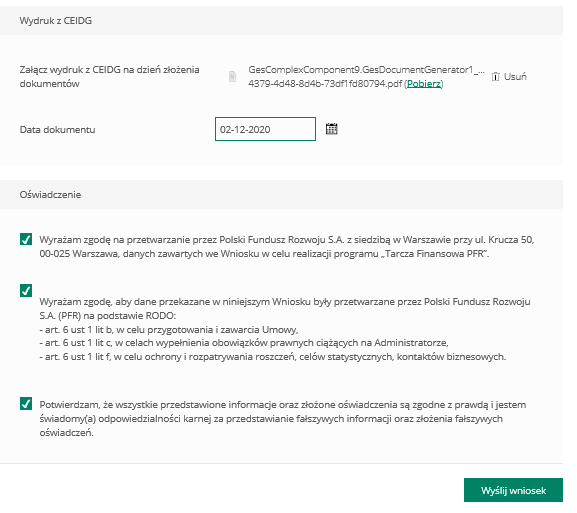 Wydruk z CEIDG
Załącz wydruk z CEIDG na dzień złożenia
dokumentów
GesComplexComponent9.GesDocumentGenerator1_...
4379-4d48-8d4b-73df1fd80794.pdf (Pobierz)
Usuń
Data dokumentu
02-12-2020
Oświadczenie
Wyrażam zgodę na przetwarzanie przez Polski Fundusz Rozwoju S.A. z siedzibą w Warszawie przy ul. Krucza 50,
00-025 Warszawa, danych zawartych we Wniosku w celu realizacji programu „Tarcza Finansowa PFR”.
Wyrażam zgodę, aby dane przekazane w niniejszym Wniosku były przetwarzane przez Polski Fundusz Rozwoju
S.A. (PFR) na podstawie RODO:
- art. 6 ust 1 lit b, w celu przygotowania i zawarcia Umowy,
- art. 6 ust 1 lit c, w celach wypełnienia obowiązków prawnych ciążących na Administratorze,
- art. 6 ust 1 lit f, w celu ochrony i rozpatrywania roszczeń, celów statystycznych, kontaktów biznesowych.
Potwierdzam, że wszystkie przedstawione informacje oraz złożone oświadczenia są zgodne z prawdą i jestem
świadomy(a) odpowiedzialności karnej za przedstawianie fałszywych informacji oraz złożenia fałszywych
oświadczeń.
Wyślij wniosek